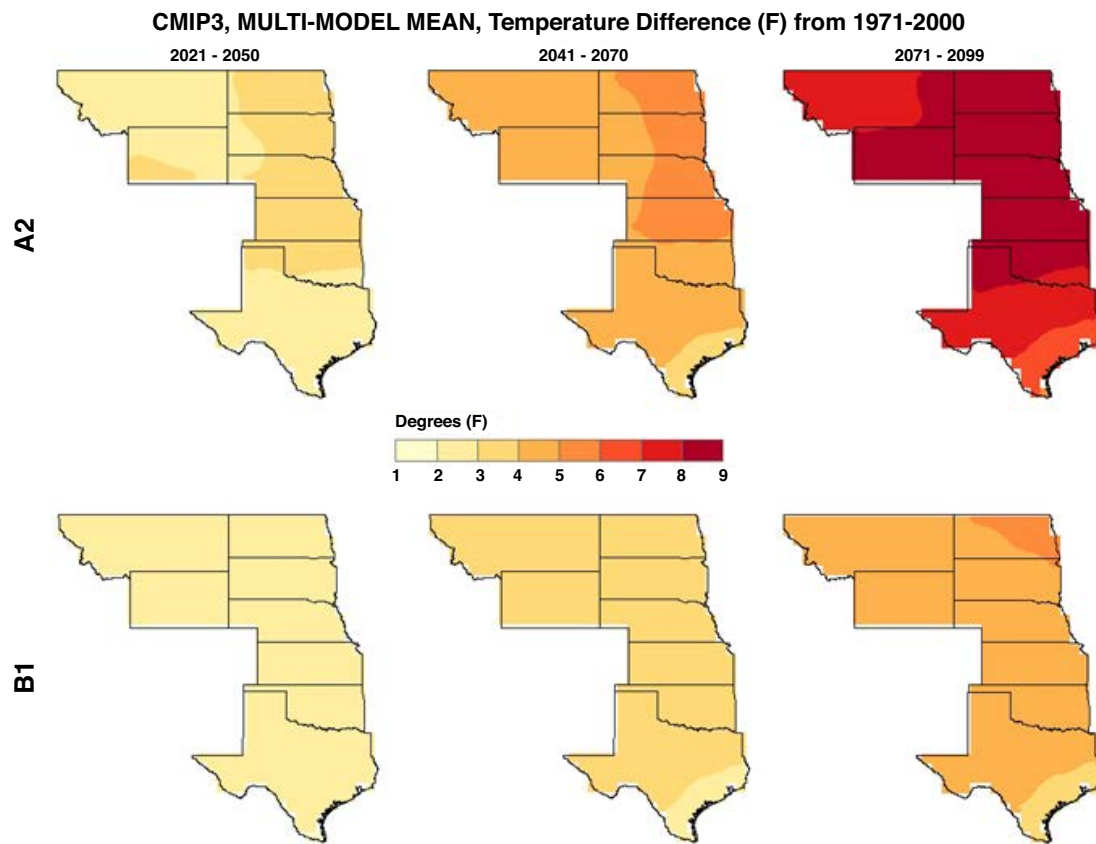 CMIP3, MULTI-MODEL MEAN, Temperature Difference (F) from 1971-2000
2021 - 2050 2041 - 2070 2071 - 2099
A2
Degrees (F)
1 2 3 4 5 6 7 8 9
B1